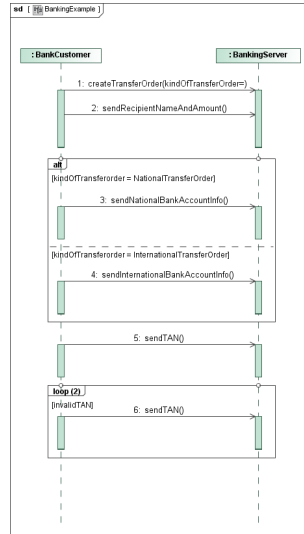 sd [ BankingExample ]
: BankCustomer
: BankingServer
1: createTransferOrder(kindOfTransferOrder=)
2: sendRecipientNameAndAmount()
alt
[kindOfTransferorder = NationalTransferOrder]
3: sendNationalBankAccountInfo()
[kindOfTransferorder = InternationalTransferOrder]
4: sendInternationalBankAccountInfo()
5: sendTAN()
loop (2)
[invalidTAN]
6: sendTAN()